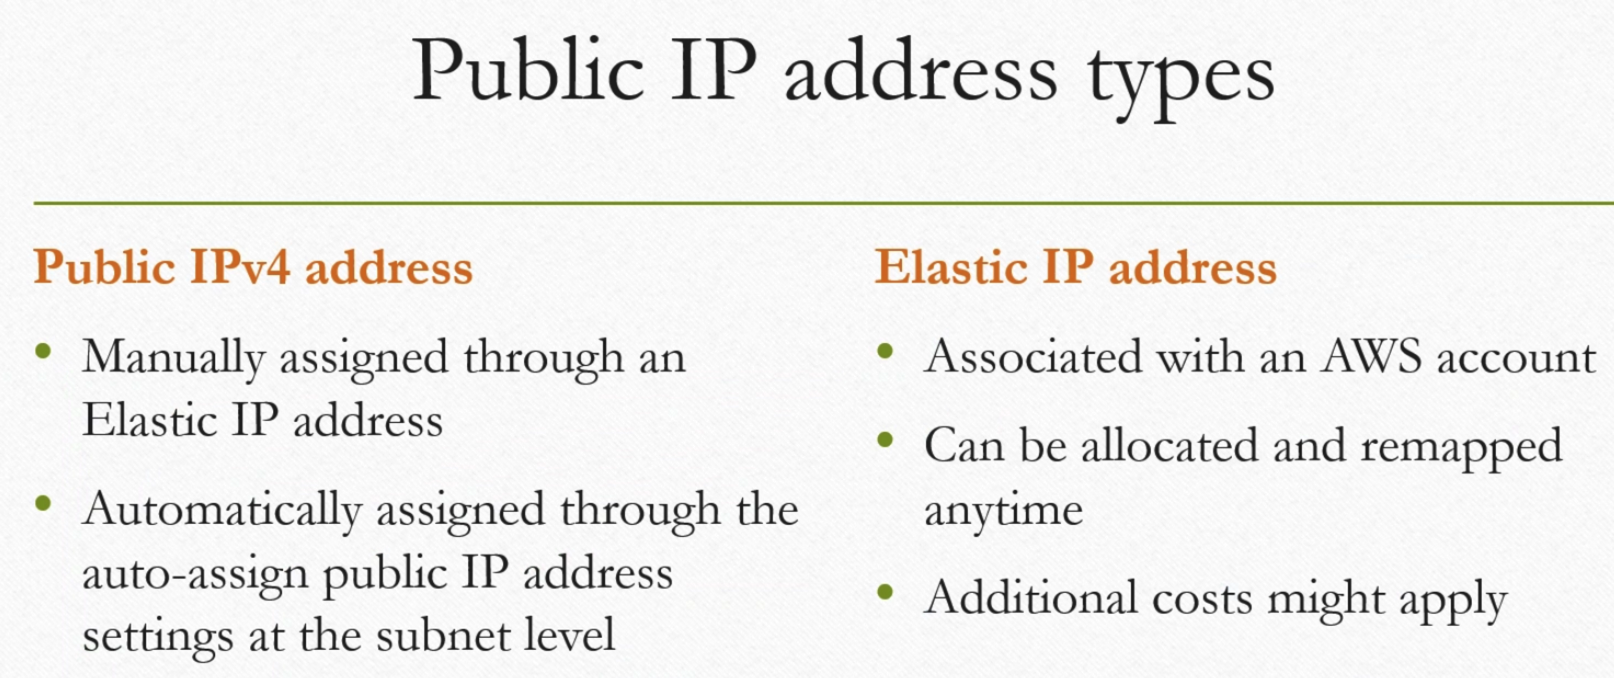 Public IP address types
Public IPv4 address
• Manually assigned through an
Elastic IP address
• Automatically assigned through the
auto-assign public IP address
settings at the subnet level
Elastic IP address
• Associated with an AWS account
• Can be allocated and remapped
anytime
• Additional costs might apply